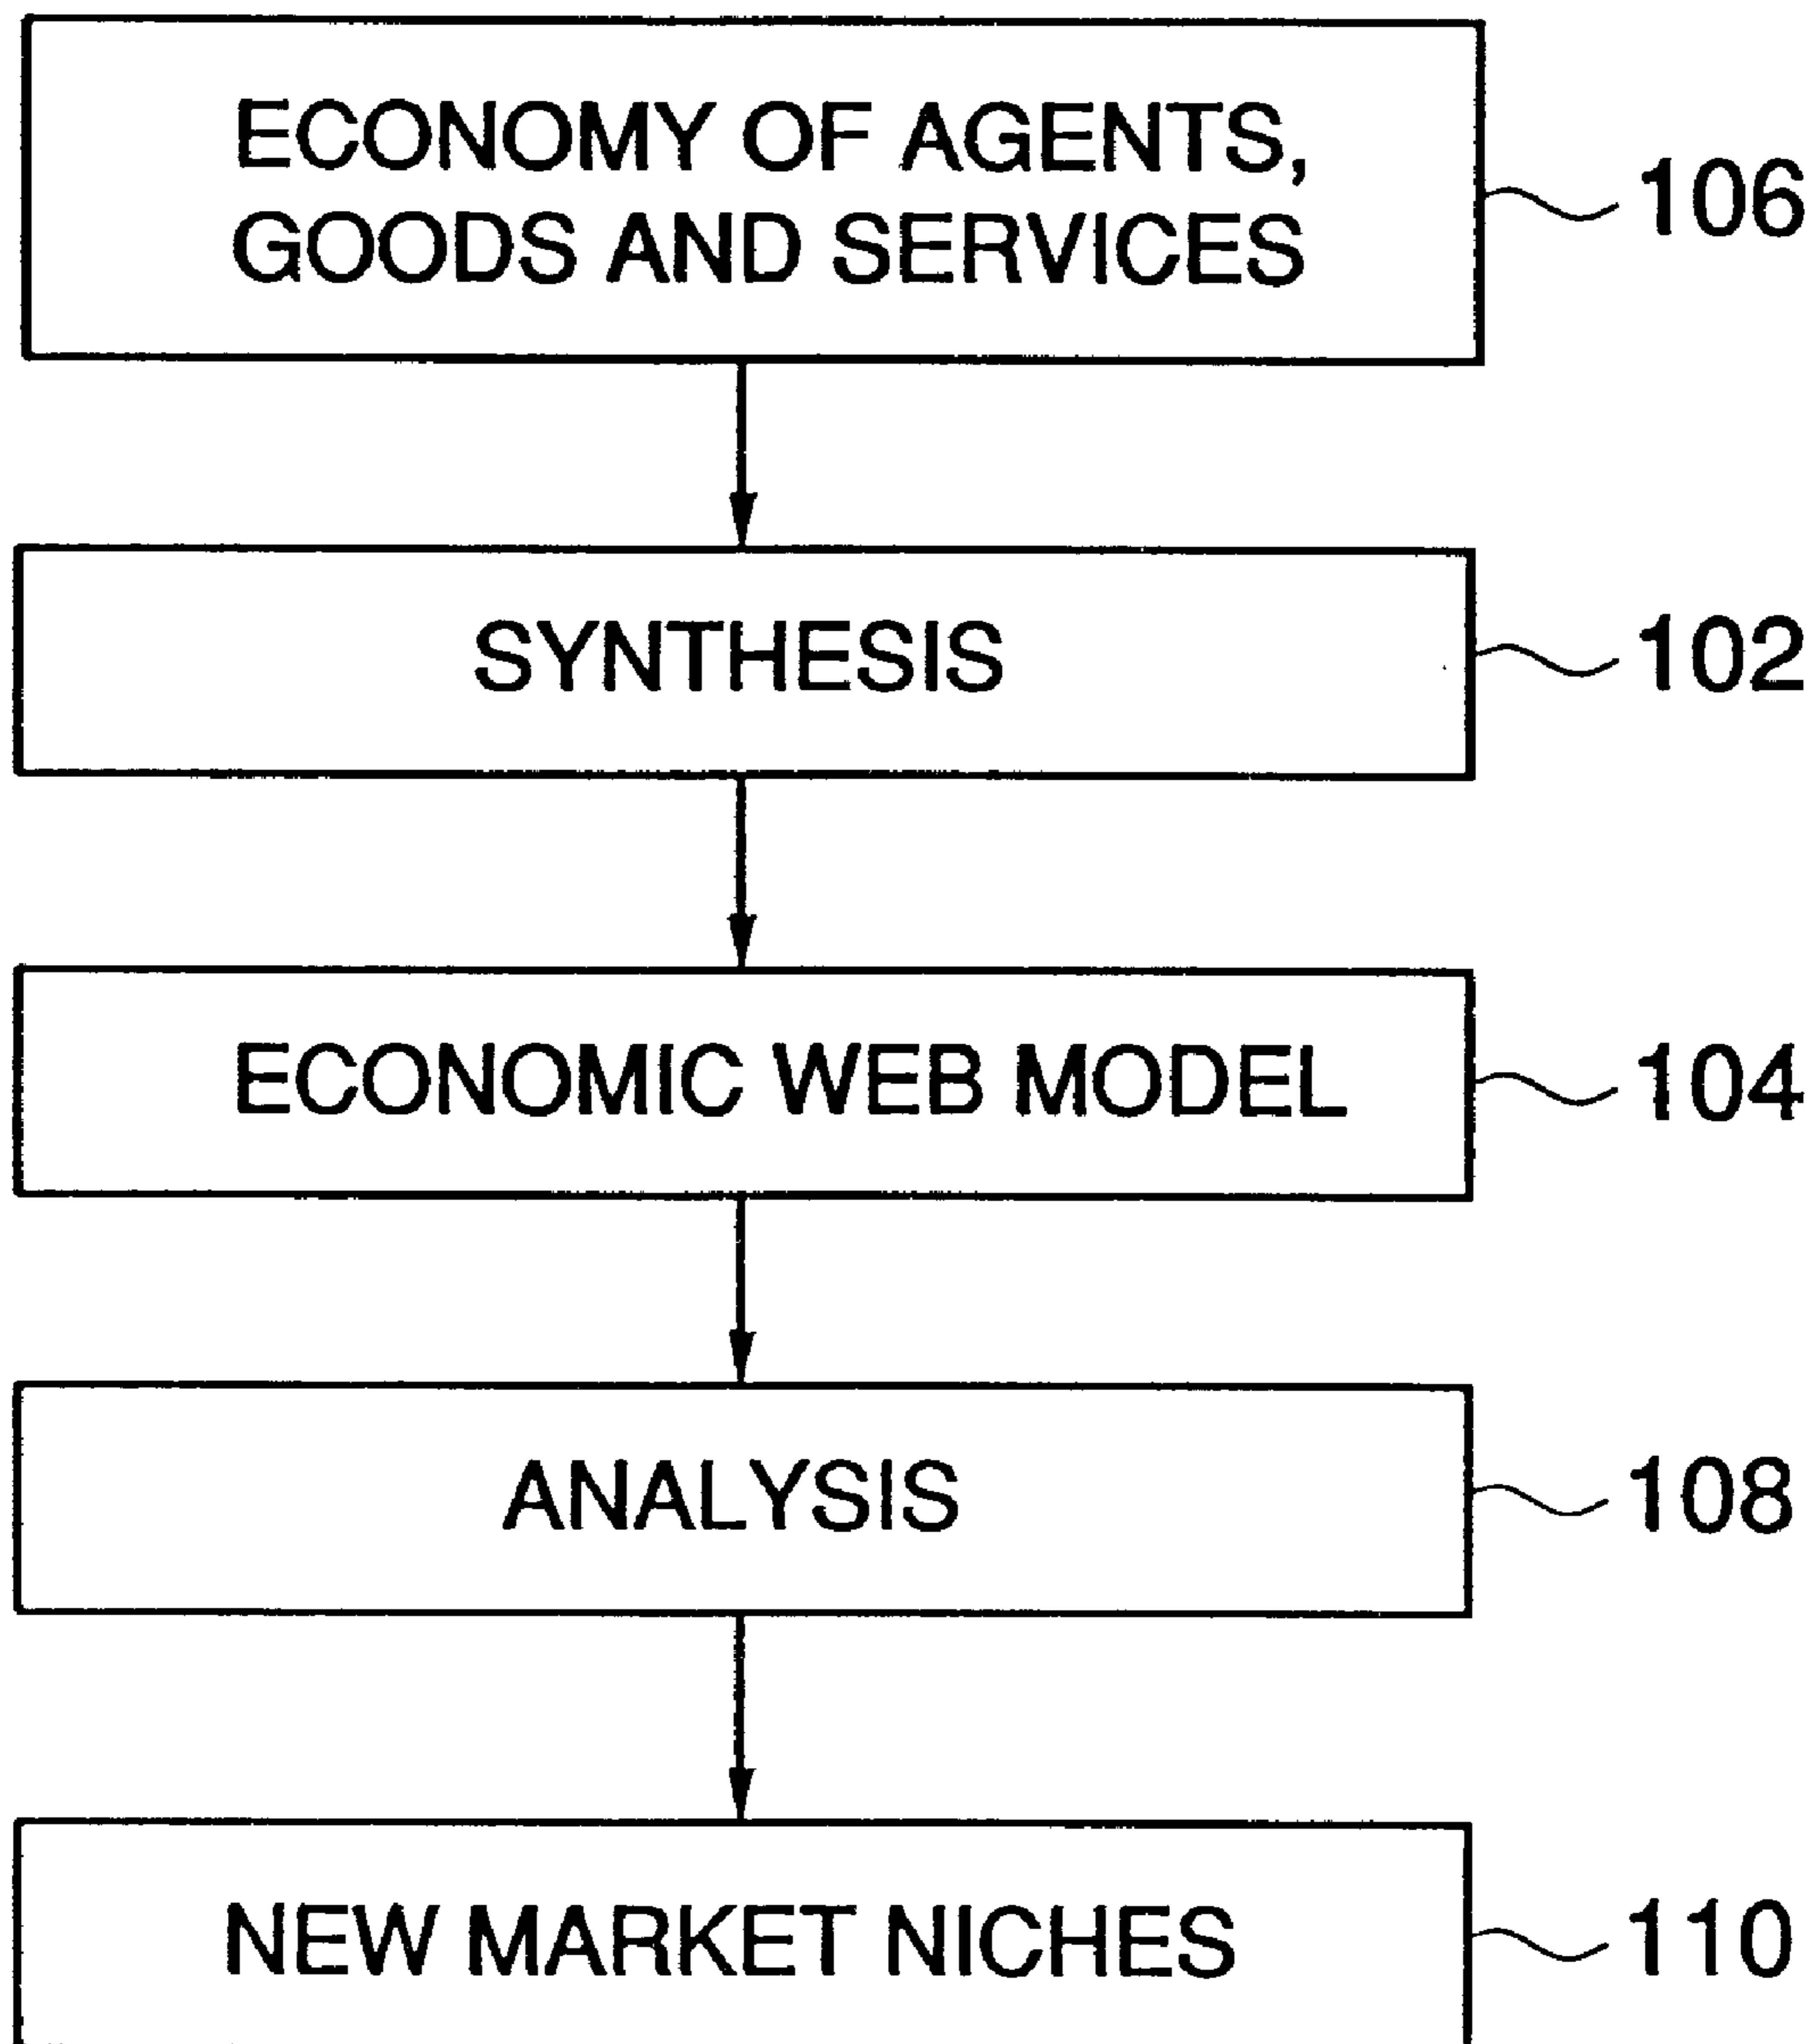 ECONOMY OF AGENTS,
GOODS AND SERVICES
106
SYNTHESIS
102
ECONOMIC WEB MODEL
104
ANALYSIS
108
NEW MARKET NICHES
110